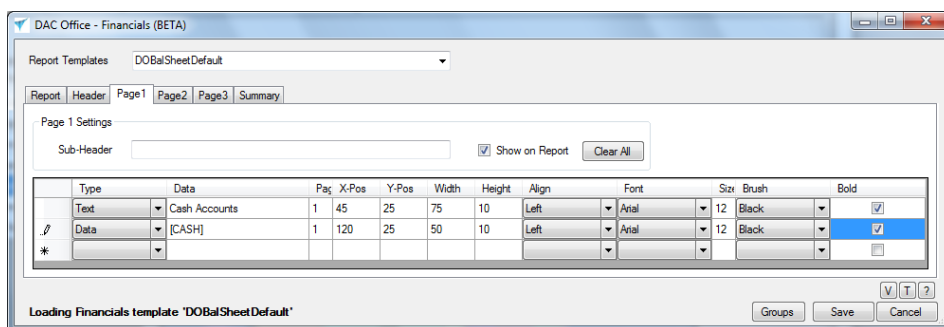 DAC Office - Financials (BETA)
Report Templates DOBalSheetDefault
Report Header Page1 Page2 Page3 Summary
Page 1 Settings
Sub-Header Show on Report Clear All
Type Data Pag X-Pos Y-Pos Width Height Align Font Size Brush Bold
Text Cash Accounts 1 45 25 75 10 Left Arial 12 Black
Data [CASH] 1 120 25 50 10 Left Arial 12 Black
V T ?
Loading Financials template 'DOBalSheetDefault' Groups Save Cancel